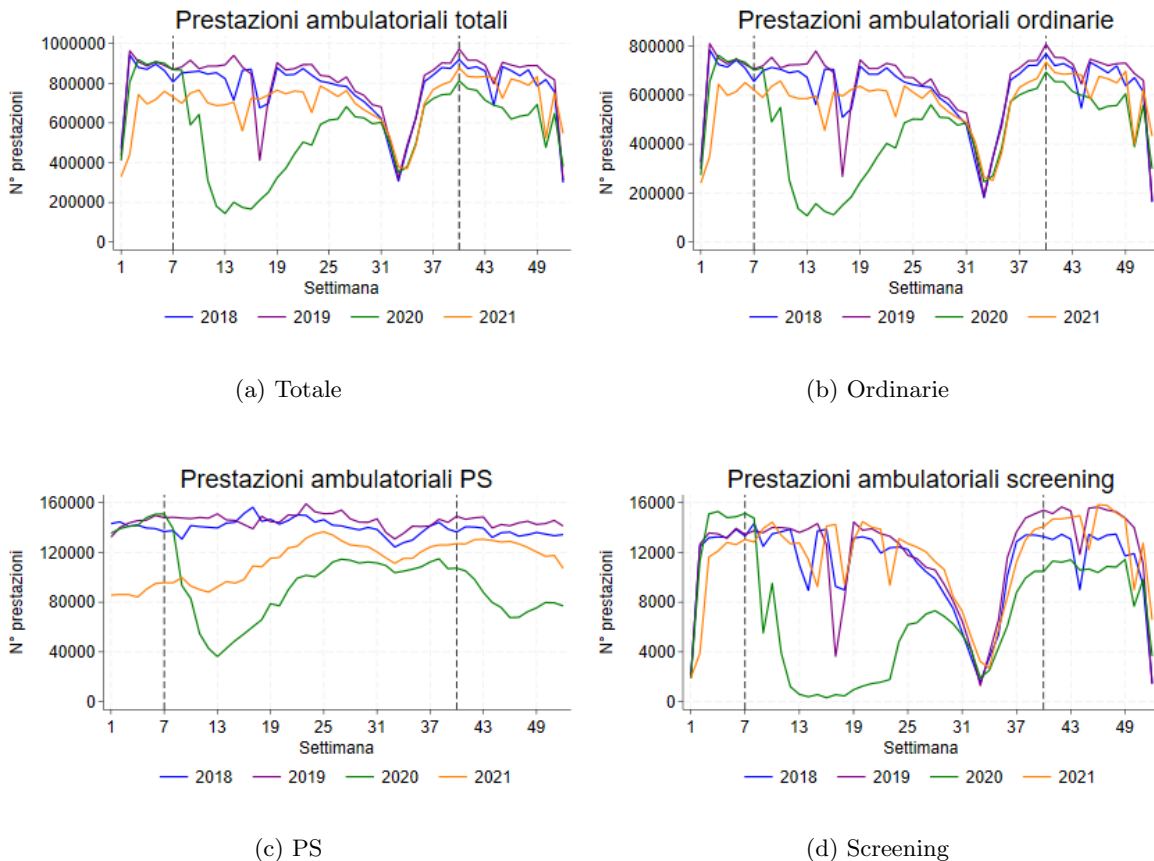 Prestazioni ambulatoriali totali
N° prestazioni
1000000
800000
600000
400000
200000
0
1 7 13 19 25 31 37 43 49
Settimana
2018 2019 2020 2021
(a) Totale
Prestazioni ambulatoriali ordinarie
N° prestazioni
800000
600000
400000
200000
0
1 7 13 19 25 31 37 43 49
Settimana
2018 2019 2020 2021
(b) Ordinarie
Prestazioni ambulatoriali PS
N° prestazioni
160000
120000
80000
40000
0
1 7 13 19 25 31 37 43 49
Settimana
2018 2019 2020 2021
(c) PS
Prestazioni ambulatoriali screening
N° prestazioni
16000
12000
8000
4000
0
1 7 13 19 25 31 37 43 49
Settimana
2018 2019 2020 2021
(d) Screening